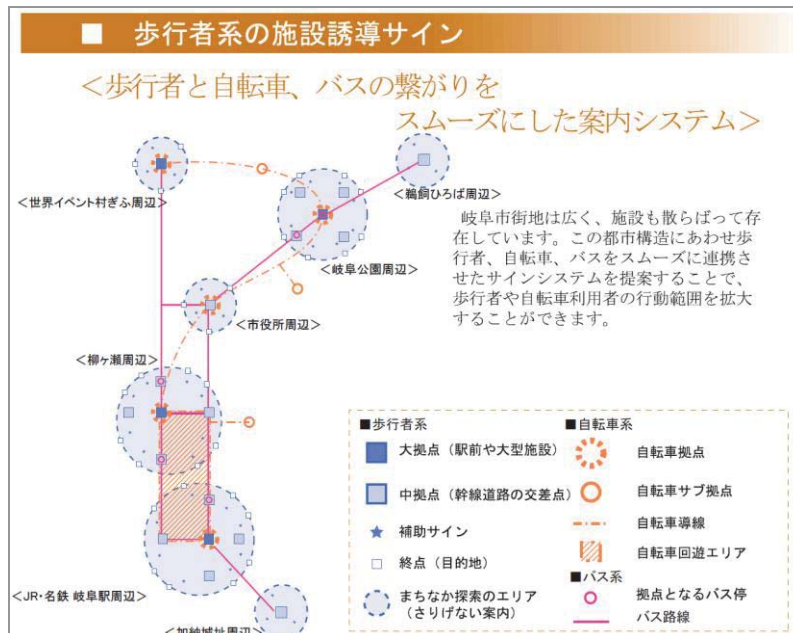 ■ 歩行者系の施設誘導サイン
＜歩行者と自転車、バスの繋がりを
スムーズにした案内システム＞
＜世界イベント村ぎふ周辺＞
＜鵜飼ひろば周辺＞
＜岐阜公園周辺＞
＜市役所周辺＞
＜柳ヶ瀬周辺＞
＜JR・名鉄 岐阜駅周辺＞
＜加納城址周辺＞
岐阜市街地は広く、施設も散らばって存
在しています。この都市構造にあわせ歩
行者、自転車、バスをスムーズに連携さ
せたサインシステムを提案することで、
歩行者や自転車利用者の行動範囲を拡大
することができます。
■歩行者系
大拠点（駅前や大型施設）
中拠点（幹線道路の交差点）
補助サイン
終点（目的地）
まちなか探索のエリア
（さりげない案内）
■自転車系
自転車拠点
自転車サブ拠点
自転車導線
自転車回遊エリア
■バス系
拠点となるバス停
バス路線